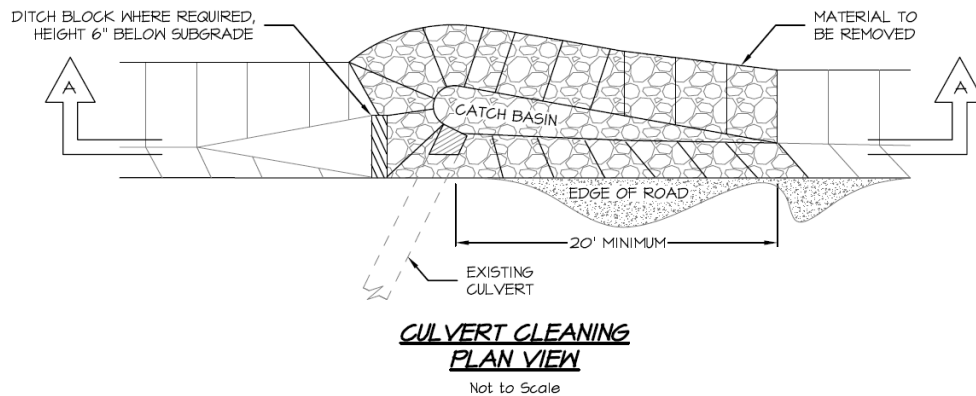 DITCH BLOCK WHERE REQUIRED,
HEIGHT 6" BELOW SUBGRADE
MATERIAL TO
BE REMOVED
A
A
CATCH BASIN
EDGE OF ROAD
20' MINIMUM
EXISTING
CULVERT
CULVERT CLEANING
PLAN VIEW
Not to Scale